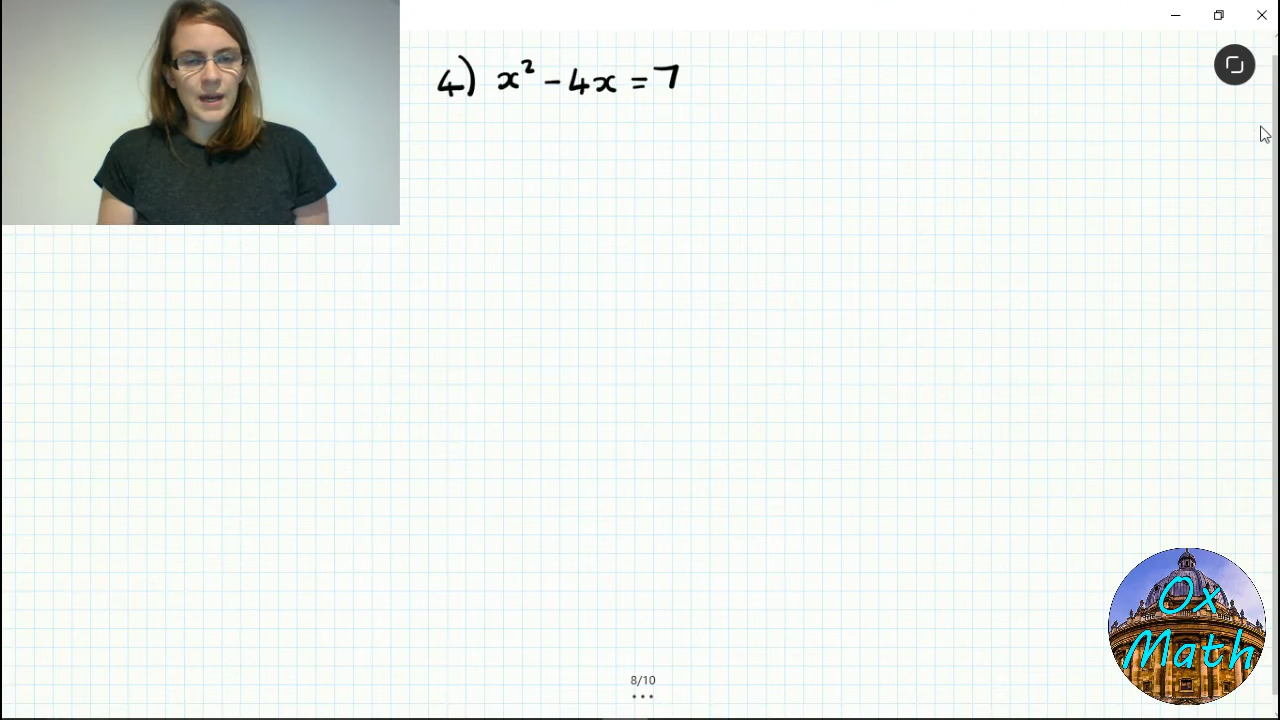 4) x² - 4x = 7
8/10
Ox
Math